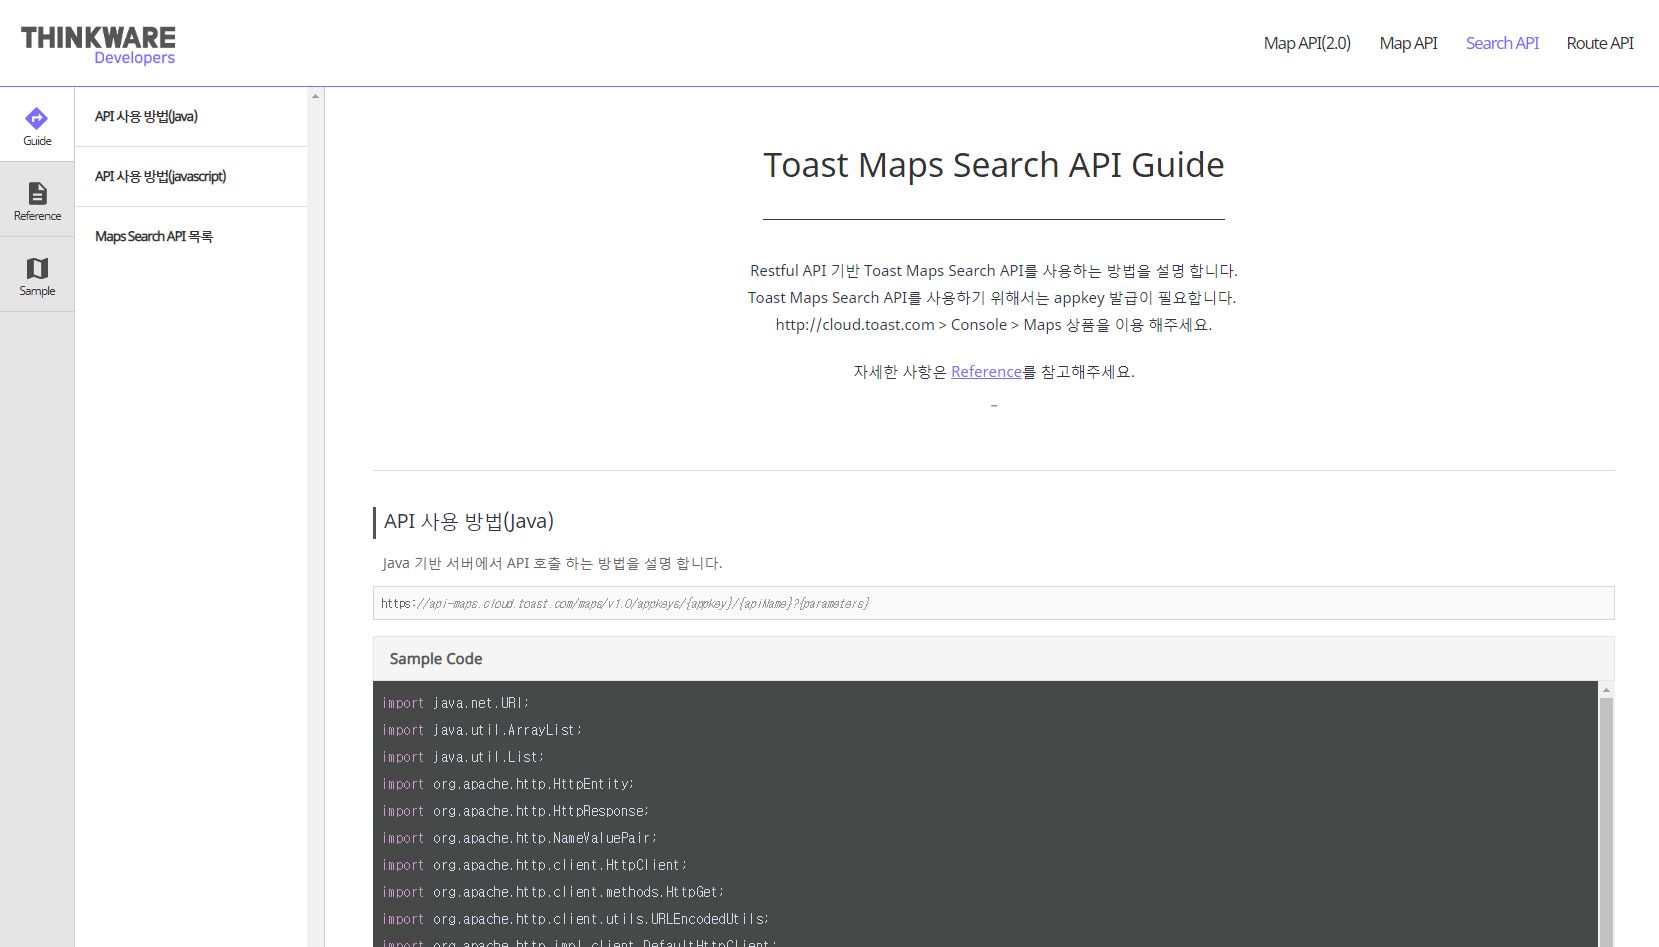 THINKWARE
Developers
Map API(2.0)
Map API
Search API
Route API
Guide
Reference
Sample
API 사용 방법(Java)
API 사용 방법(javascript)
Maps Search API 목록
Toast Maps Search API Guide
Restful API 기반 Toast Maps Search API를 사용하는 방법을 설명 합니다.
Toast Maps Search API를 사용하기 위해서는 appkey 발급이 필요합니다.
http://cloud.toast.com > Console > Maps 상품을 이용 해주세요.
자세한 사항은 Reference를 참고해주세요.
–
API 사용 방법(Java)
Java 기반 서버에서 API 호출 하는 방법을 설명 합니다.
https://api-maps.cloud.toast.com/maps/v1.0/appkeys/{appkey}/{apiName}?{parameters}
Sample Code
import java.net.URI;
import java.util.ArrayList;
import java.util.List;
import org.apache.http.HttpEntity;
import org.apache.http.HttpResponse;
import org.apache.http.NameValuePair;
import org.apache.http.client.HttpClient;
import org.apache.http.client.methods.HttpGet;
import org.apache.http.client.utils.URLEncodedUtils;
import org.apache.http.impl.client.DefaultHttpClient;